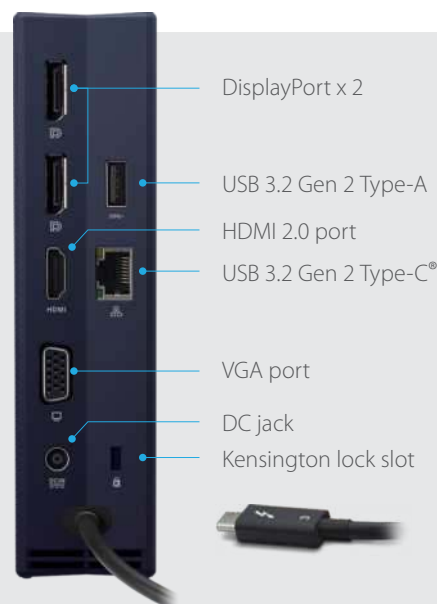 DisplayPort x 2
USB 3.2 Gen 2 Type-A
HDMI 2.0 port
HDMI
USB 3.2 Gen 2 Type-C®
VGA port
DC jack
Kensington lock slot